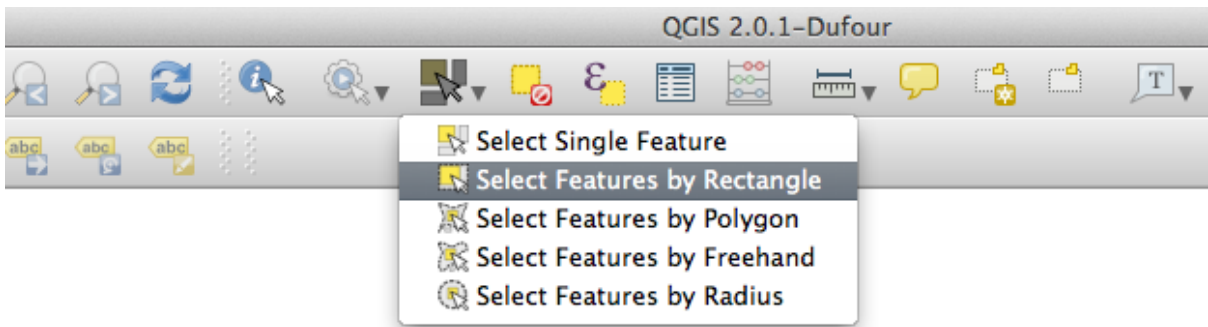 QGIS 2.0.1-Dufour
T
abc abc abc
Select Single Feature
Select Features by Rectangle
Select Features by Polygon
Select Features by Freehand
Select Features by Radius